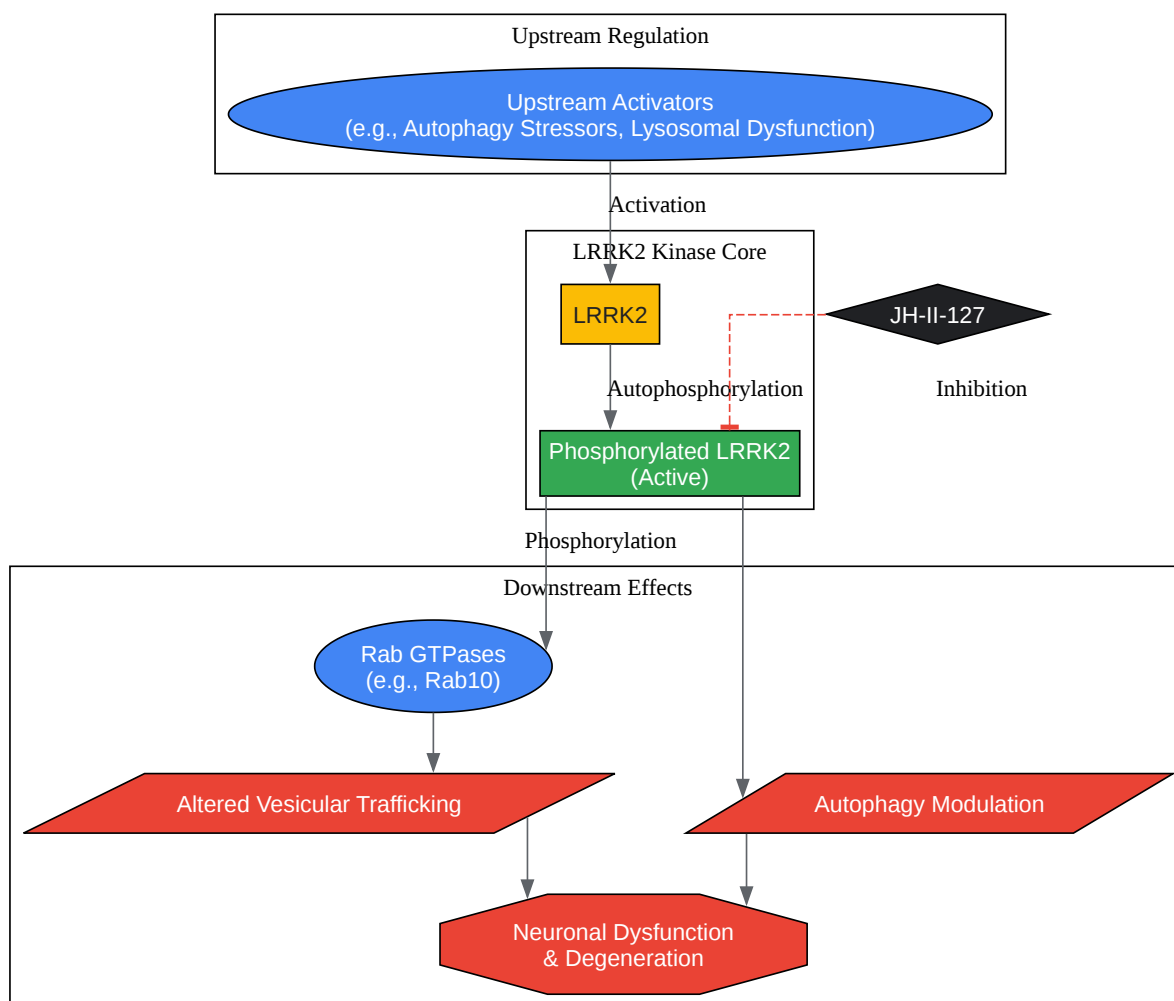 Upstream Regulation
Upstream Activators
(e.g., Autophagy Stressors, Lysosomal Dysfunction)
Activation
LRRK2 Kinase Core
LRRK2
JH-II-127
Autophosphorylation
Inhibition
Phosphorylated LRRK2
(Active)
Phosphorylation
Downstream Effects
Rab GTPases
(e.g., Rab10)
Altered Vesicular Trafficking
Autophagy Modulation
Neuronal Dysfunction
& Degeneration